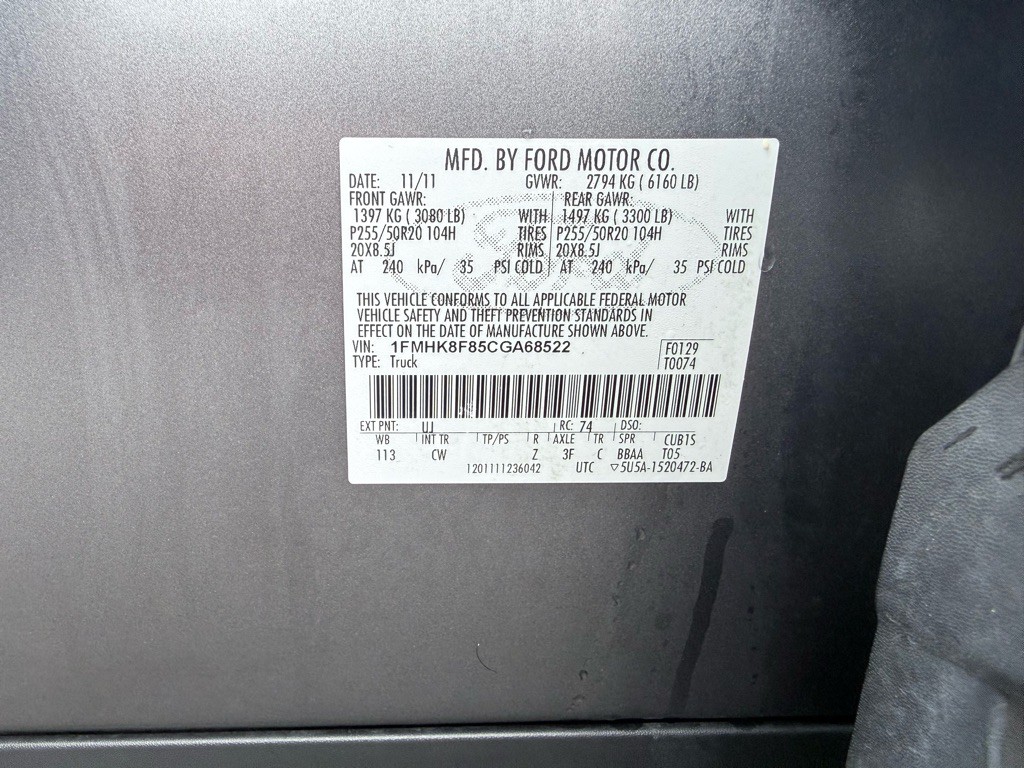 MFD. BY FORD MOTOR CO.
DATE: 11/11 GVWR: 2794 KG ( 6160 LB)
FRONT GAWR: REAR GAWR:
1397 KG ( 3080 LB) WITH 1497 KG ( 3300 LB) WITH
P255/50R20 104H TIRES P255/50R20 104H TIRES
20X8.5J RIMS 20X8.5J RIMS
AT 240 kPa/ 35 PSI COLD AT 240 kPa/ 35 PSI COLD
THIS VEHICLE CONFORMS TO ALL APPLICABLE FEDERAL MOTOR
VEHICLE SAFETY AND THEFT PREVENTION STANDARDS IN
EFFECT ON THE DATE OF MANUFACTURE SHOWN ABOVE.
VIN: 1FMHK8F85CGA68522 F0129
TYPE: Truck T0074
EXT PNT: UJ RC: 74 DSO:
WB INT TR TP/PS R AXLE TR SPR CUB1S
113 CW Z 3F C BBAA T05
1201111236042 UTC ▽5U5A-1520472-BA